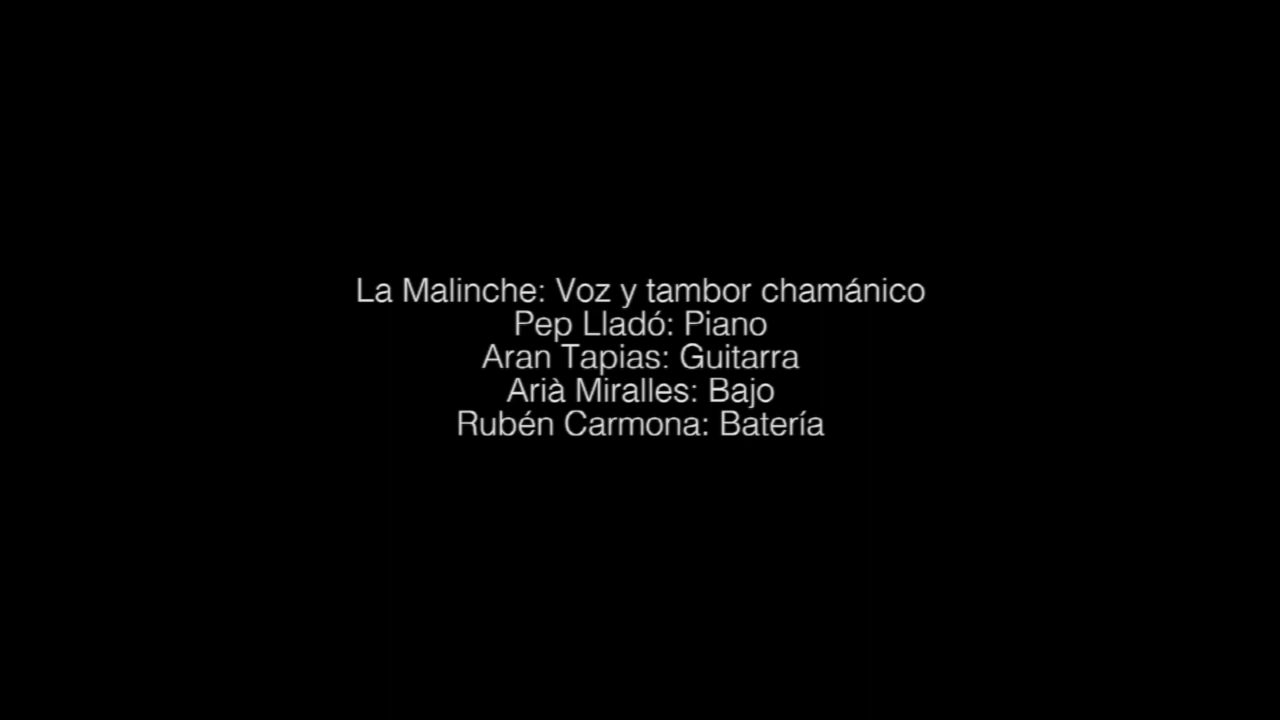 La Malinche: Voz y tambor chamánico
Pep Lladó: Piano
Aran Tapias: Guitarra
Arià Miralles: Bajo
Rubén Carmona: Batería